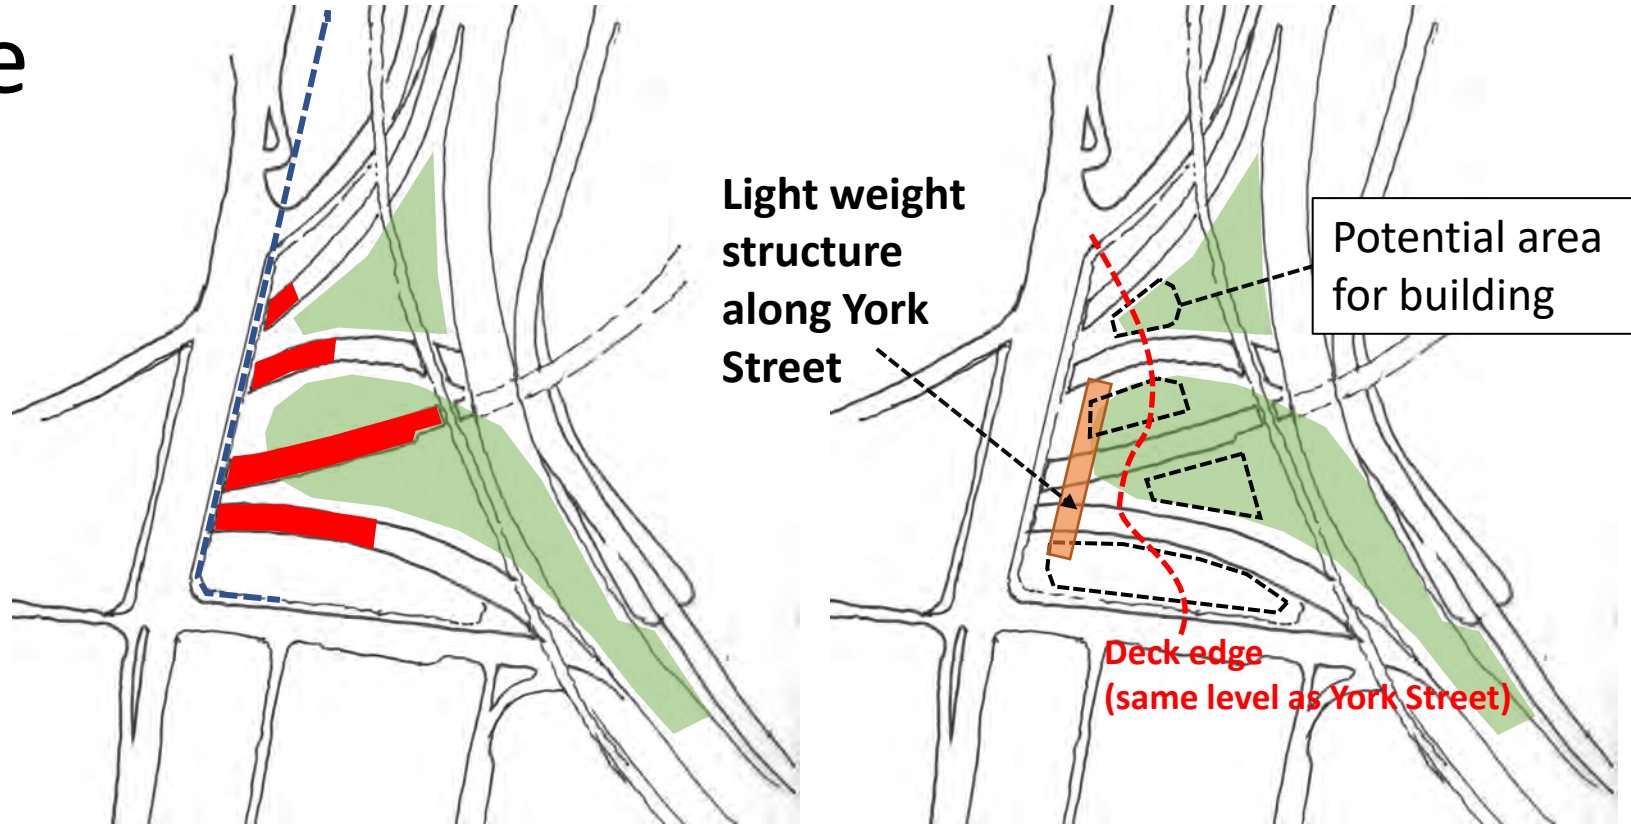 e
Light weight
structure
along York
Street
Potential area
for building
Deck edge
(same level as York Street)